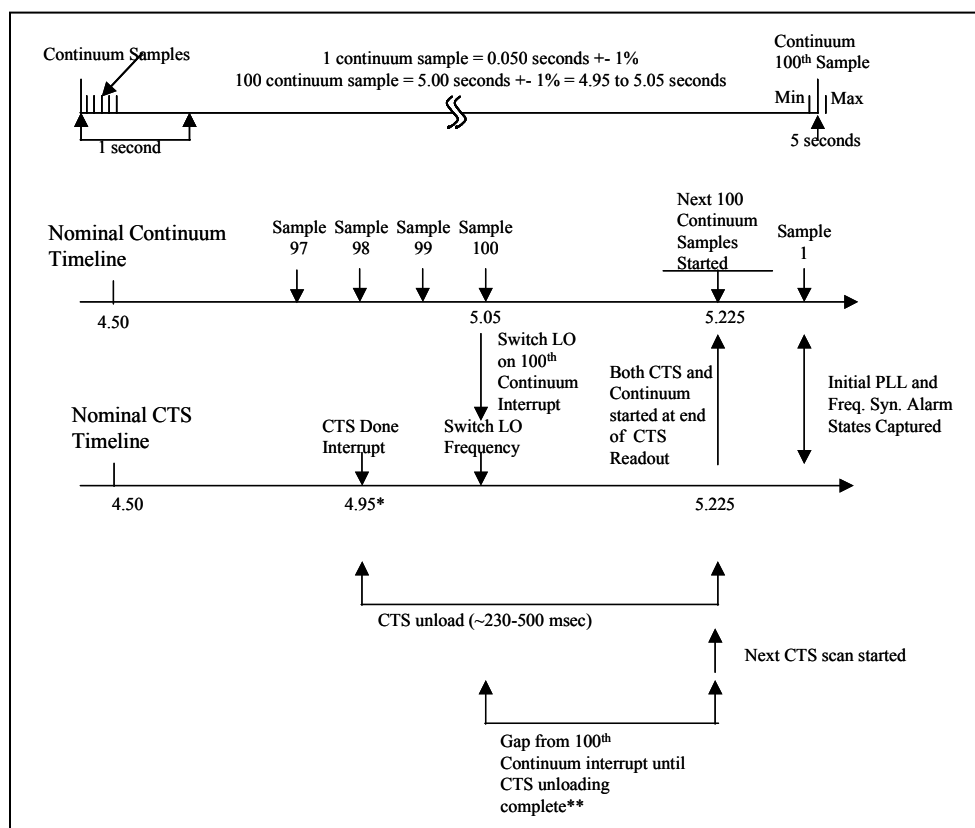 Continuum Samples
1 continuum sample = 0.050 seconds +- 1%
100 continuum sample = 5.00 seconds +- 1% = 4.95 to 5.05 seconds
Continuum
100th Sample
Min
Max
1 second
5 seconds
Nominal Continuum
Timeline
Sample
97
Sample
98
Sample
99
Sample
100
Next 100
Continuum
Samples
Started
Sample
1
4.50
5.05
5.225
Switch LO
on 100th
Continuum
Interrupt
Both CTS and
Continuum
started at end
of CTS
Readout
Initial PLL and
Freq. Syn. Alarm
States Captured
Nominal CTS
Timeline
CTS Done
Interrupt
Switch LO
Frequency
4.50
4.95*
5.225
CTS unload (~230-500 msec)
Next CTS scan started
Gap from 100th
Continuum interrupt until
CTS unloading
complete**